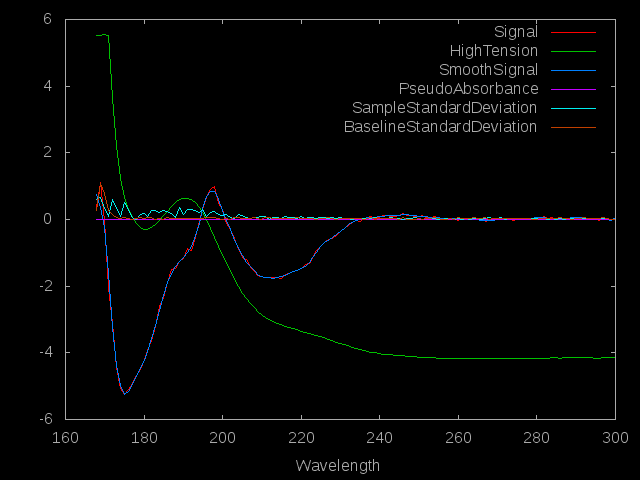 6
Signal
HighTension
SmoothSignal
PseudoAbsorbance
SampleStandardDeviation
BaselineStandardDeviation
4
2
0
-2
-4
-6
160 180 200 220 240 260 280 300
Wavelength